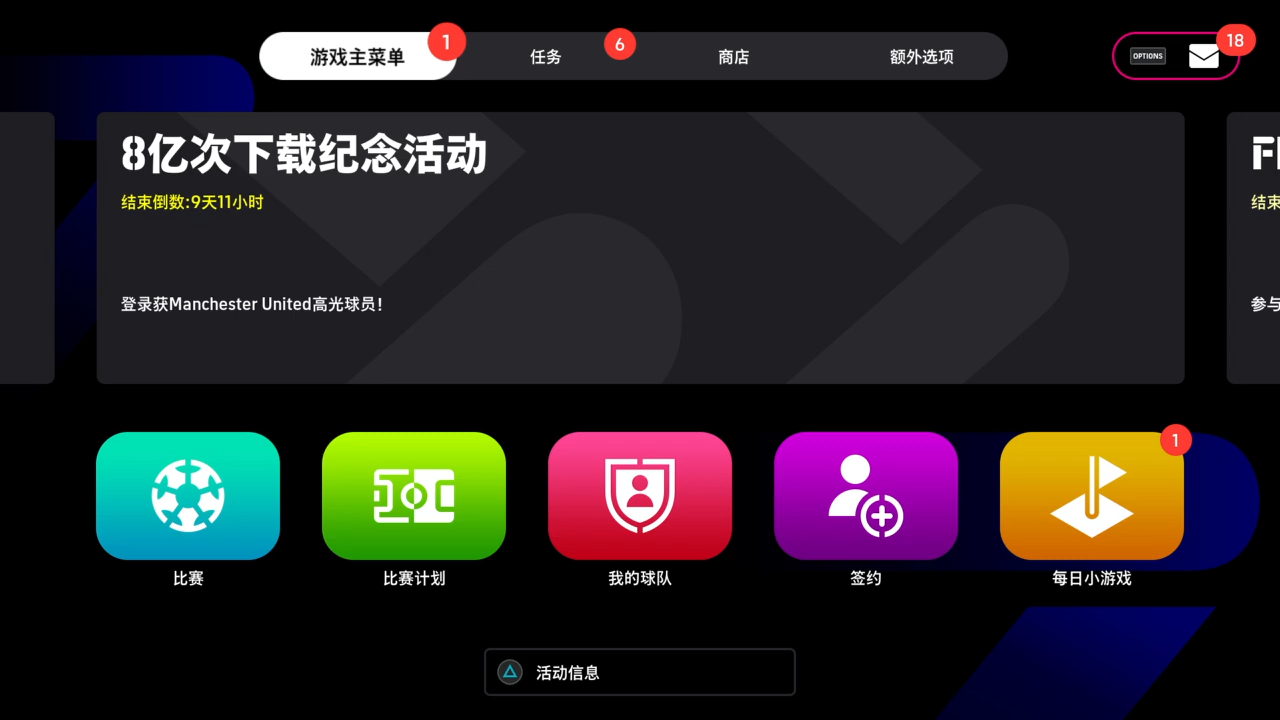 游戏主菜单
1
任务
6
商店
额外选项
OPTIONS
18
8亿次下载纪念活动
结束倒数:9天11小时
登录获Manchester United高光球员!
结束
参与
1
比赛
比赛计划
我的球队
签约
每日小游戏
活动信息